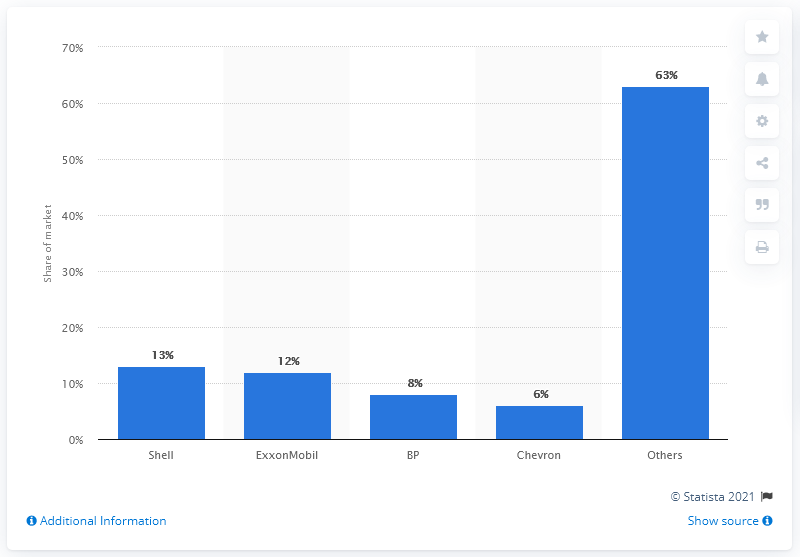 70%
60%
50%
40%
30%
20%
10%
0%
Share of market
13%
12%
8%
6%
63%
Shell
ExxonMobil
BP
Chevron
Others
© Statista 2021
Additional Information
Show source